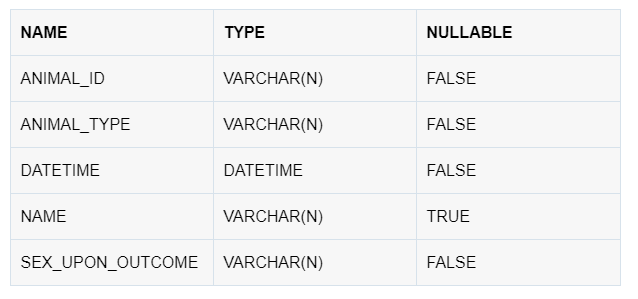 NAME TYPE NULLABLE
ANIMAL_ID VARCHAR(N) FALSE
ANIMAL_TYPE VARCHAR(N) FALSE
DATETIME DATETIME FALSE
NAME VARCHAR(N) TRUE
SEX_UPON_OUTCOME VARCHAR(N) FALSE